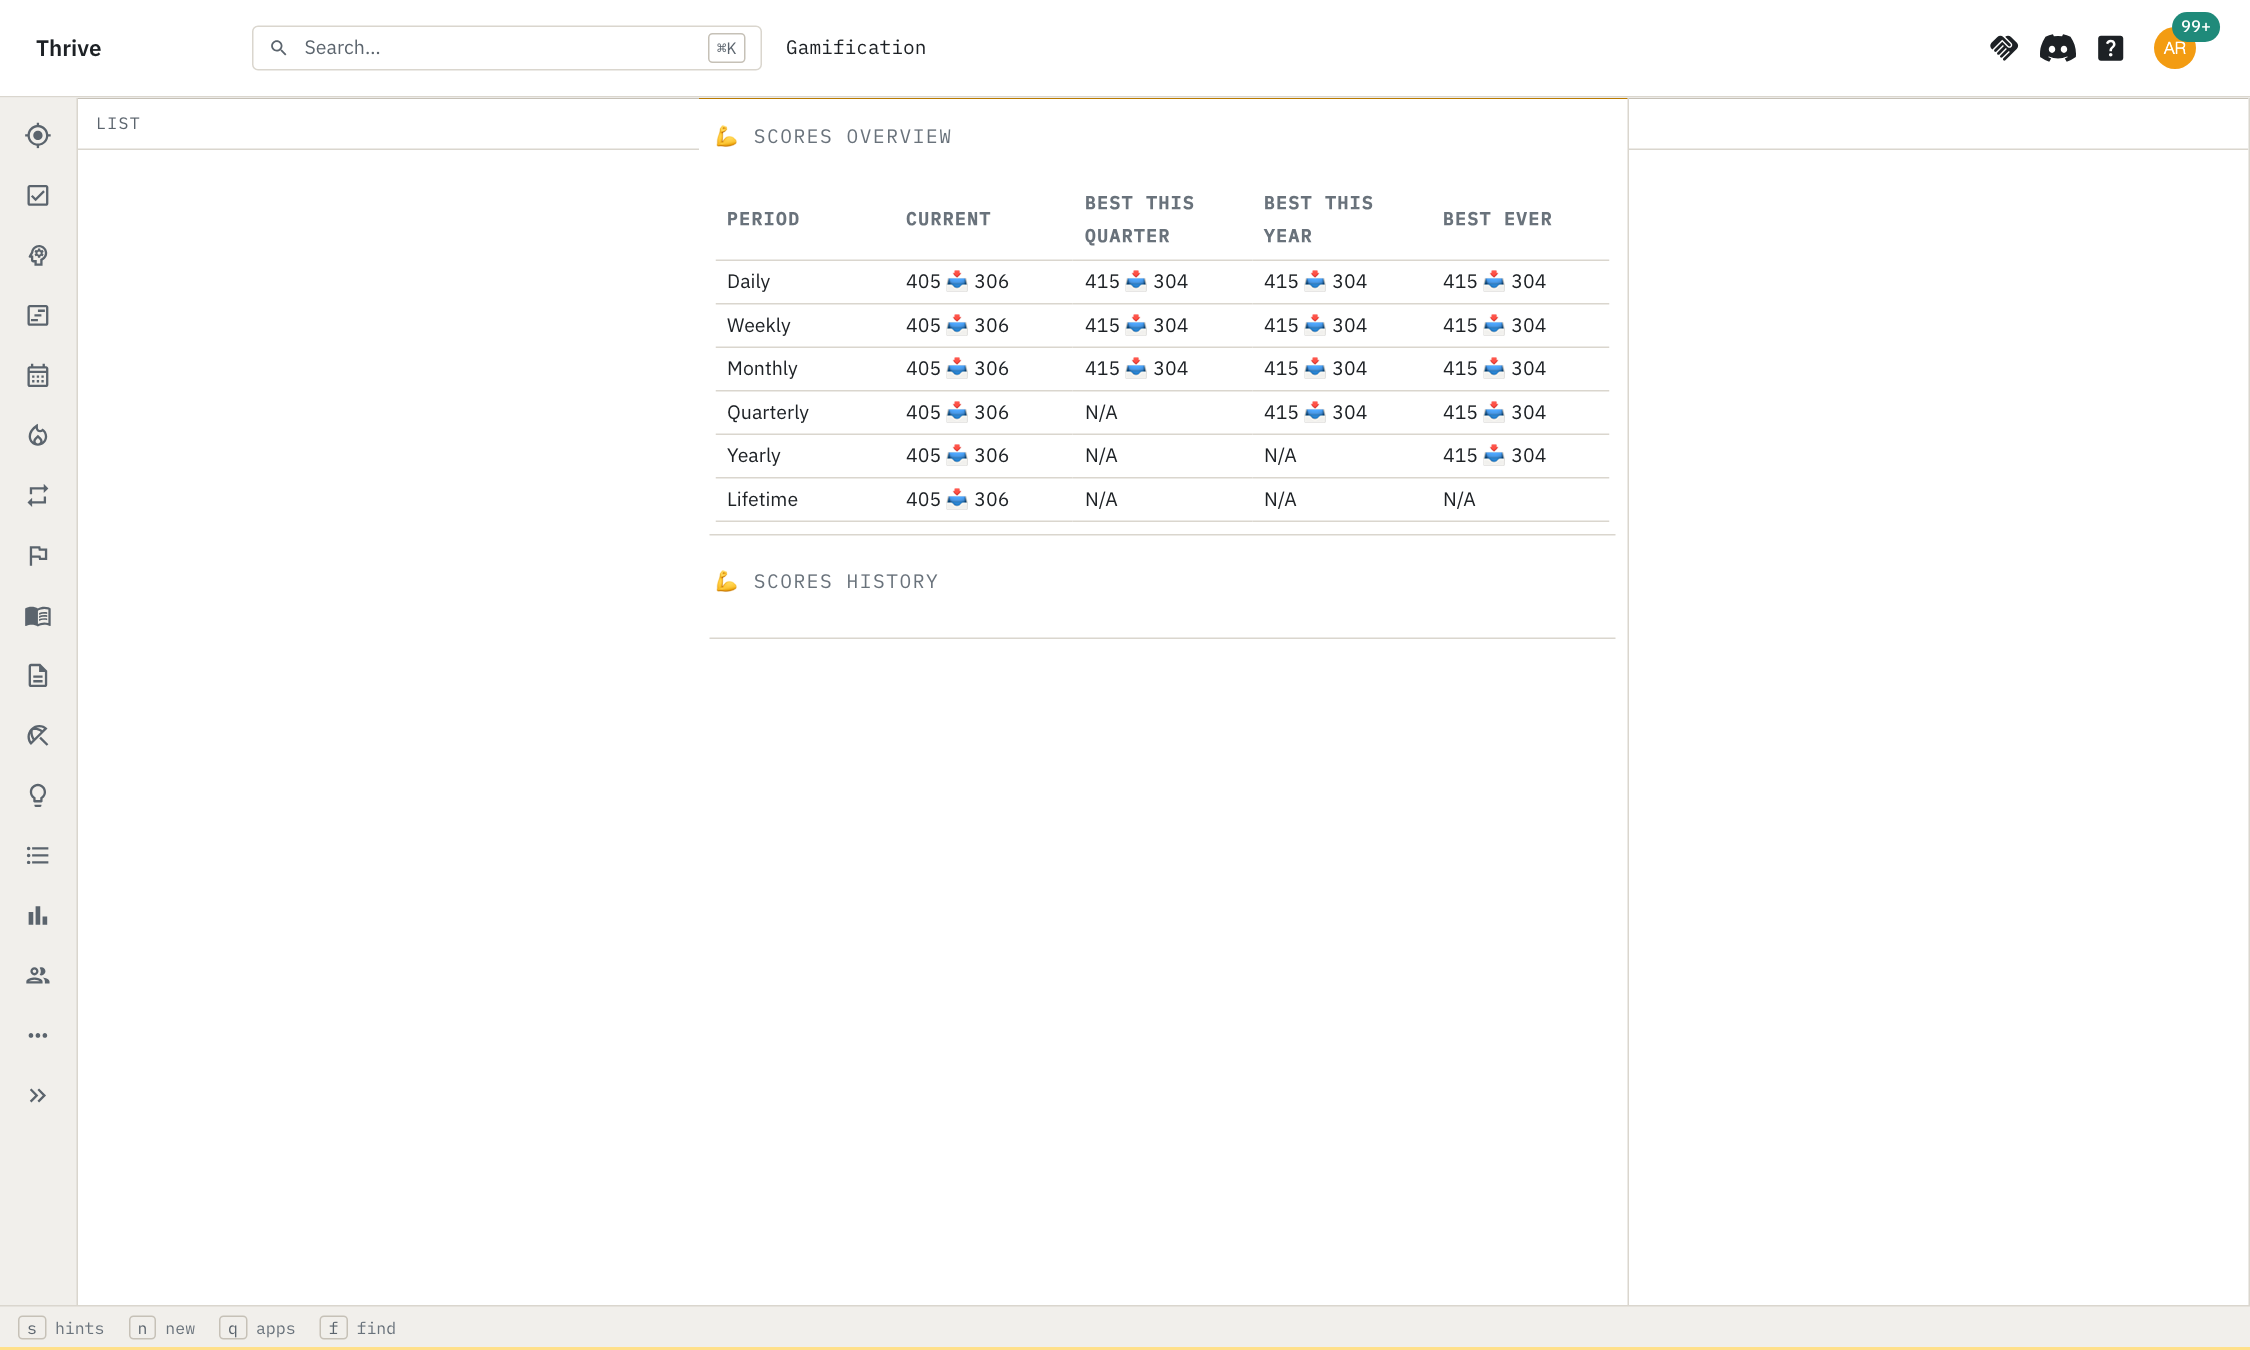 Thrive
Search...
⌘K
Gamification
99+
AR
LIST
💪 SCORES OVERVIEW
PERIOD CURRENT BEST THIS QUARTER BEST THIS YEAR BEST EVER
Daily 405 📥 306 415 📥 304 415 📥 304 415 📥 304
Weekly 405 📥 306 415 📥 304 415 📥 304 415 📥 304
Monthly 405 📥 306 415 📥 304 415 📥 304 415 📥 304
Quarterly 405 📥 306 N/A 415 📥 304 415 📥 304
Yearly 405 📥 306 N/A N/A 415 📥 304
Lifetime 405 📥 306 N/A N/A N/A
💪 SCORES HISTORY
s hints n new q apps f find